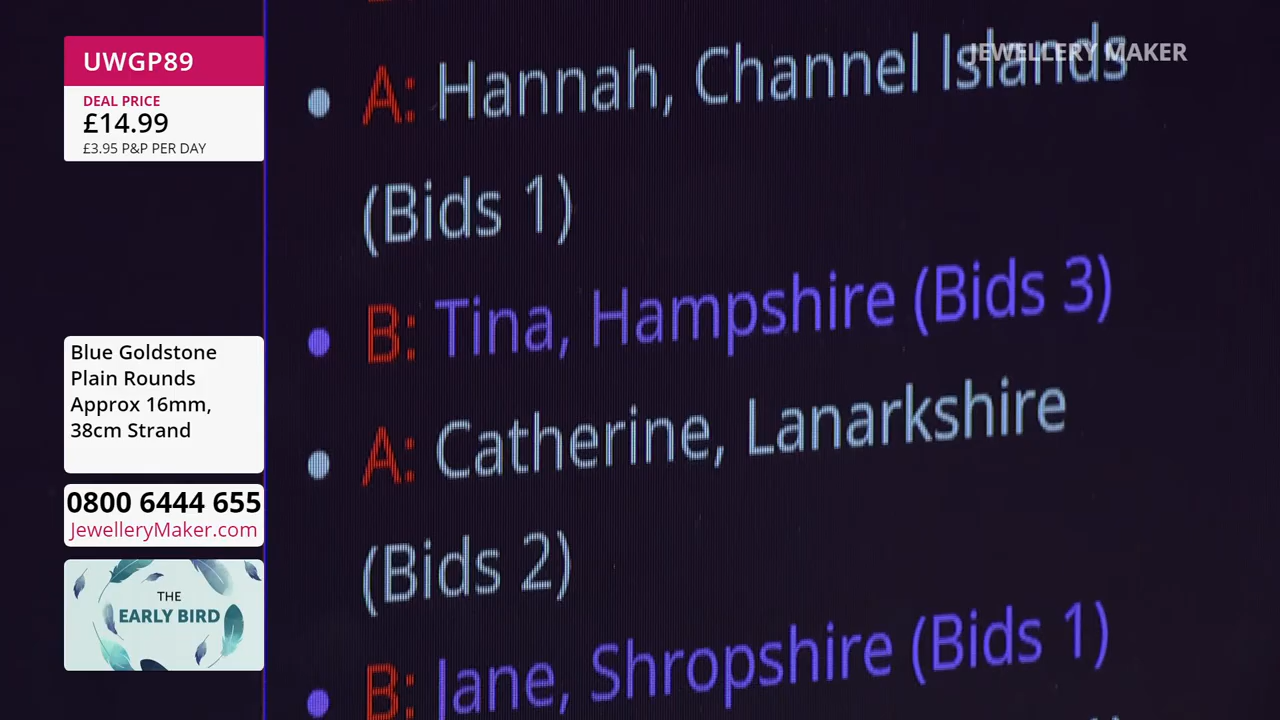 UWGP89
DEAL PRICE
£14.99
£3.95 P&P PER DAY
Blue Goldstone
Plain Rounds
Approx 16mm,
38cm Strand
0800 6444 655
JewelleryMaker.com
THE
EARLY BIRD
JEWELLERY MAKER
• A: Hannah, Channel Islands
(Bids 1)
• B: Tina, Hampshire (Bids 3)
• A: Catherine, Lanarkshire
(Bids 2)
• B: Jane, Shropshire (Bids 1)